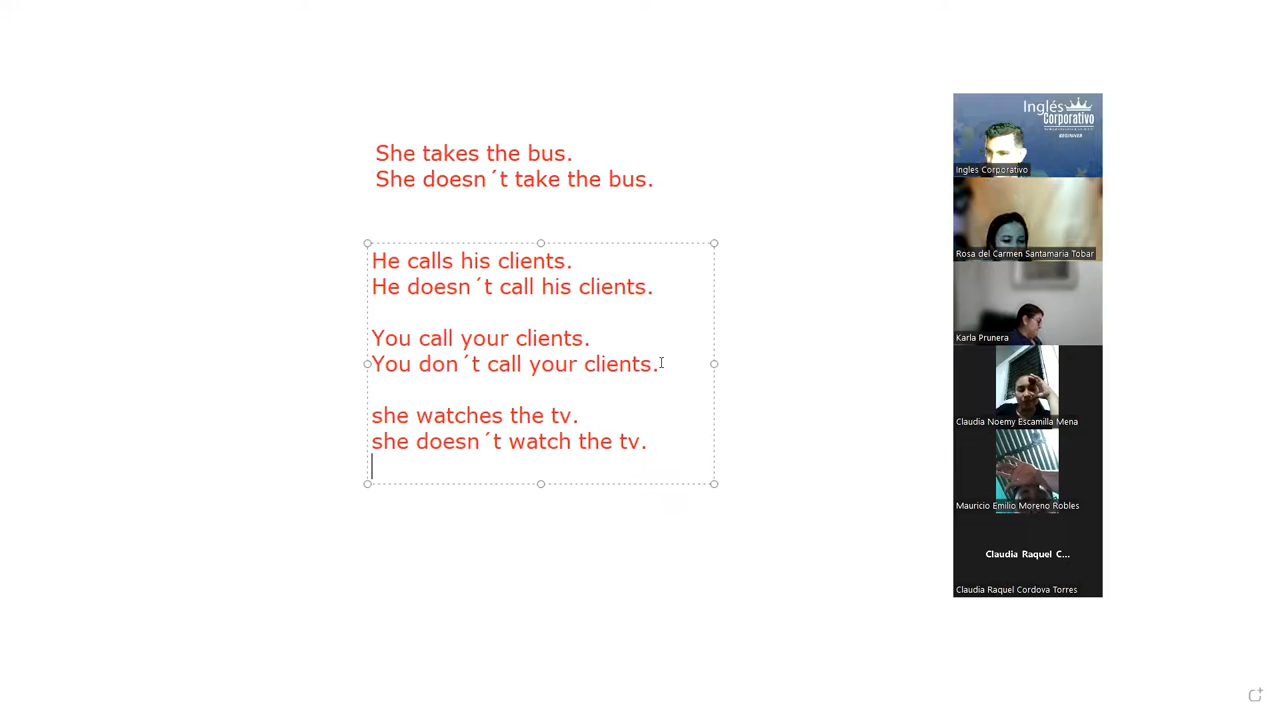 She takes the bus.
She doesn´t take the bus.
He calls his clients.
He doesn´t call his clients.
You call your clients.
You don´t call your clients.
she watches the tv.
she doesn´t watch the tv.
Inglés
Corporativo
BEGINNER
Ingles Corporativo
Rosa del Carmen Santamaria Tobar
Karla Prunera
Claudia Noemy Escamilla Mena
Mauricio Emilio Moreno Robles
Claudia Raquel C...
Claudia Raquel Cordova Torres